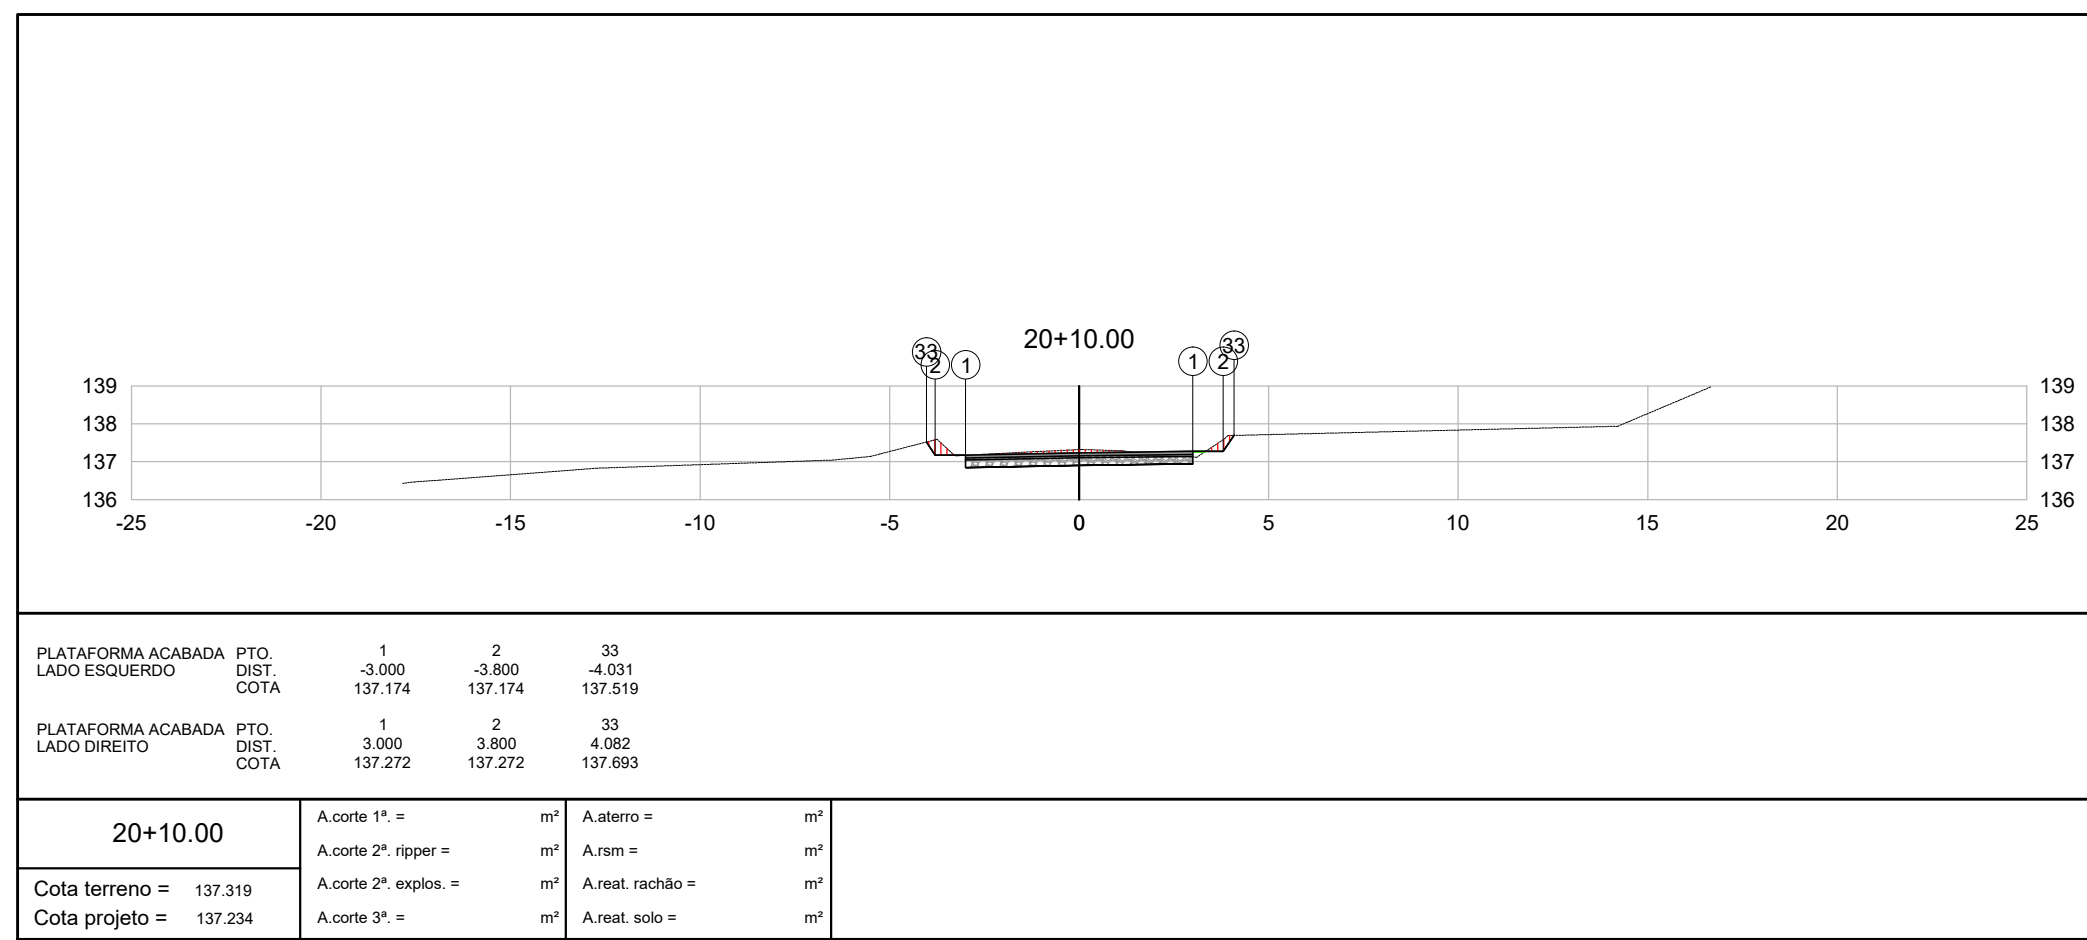 20+10.00
33 2 1 1 2 33
139 139
138 138
137 137
136 136
-25 -20 -15 -10 -5 0 5 10 15 20 25
PLATAFORMA ACABADA PTO. 1 2 33
LADO ESQUERDO DIST. -3.000 -3.800 -4.031
COTA 137.174 137.174 137.519
PLATAFORMA ACABADA PTO. 1 2 33
LADO DIREITO DIST. 3.000 3.800 4.082
COTA 137.272 137.272 137.693
20+10.00
Cota terreno = 137.319
Cota projeto = 137.234
A.corte 1ª. = m²
A.corte 2ª. ripper = m²
A.corte 2ª. explos. = m²
A.corte 3ª. = m²
A.aterro = m²
A.rsm = m²
A.reat. rachão = m²
A.reat. solo = m²